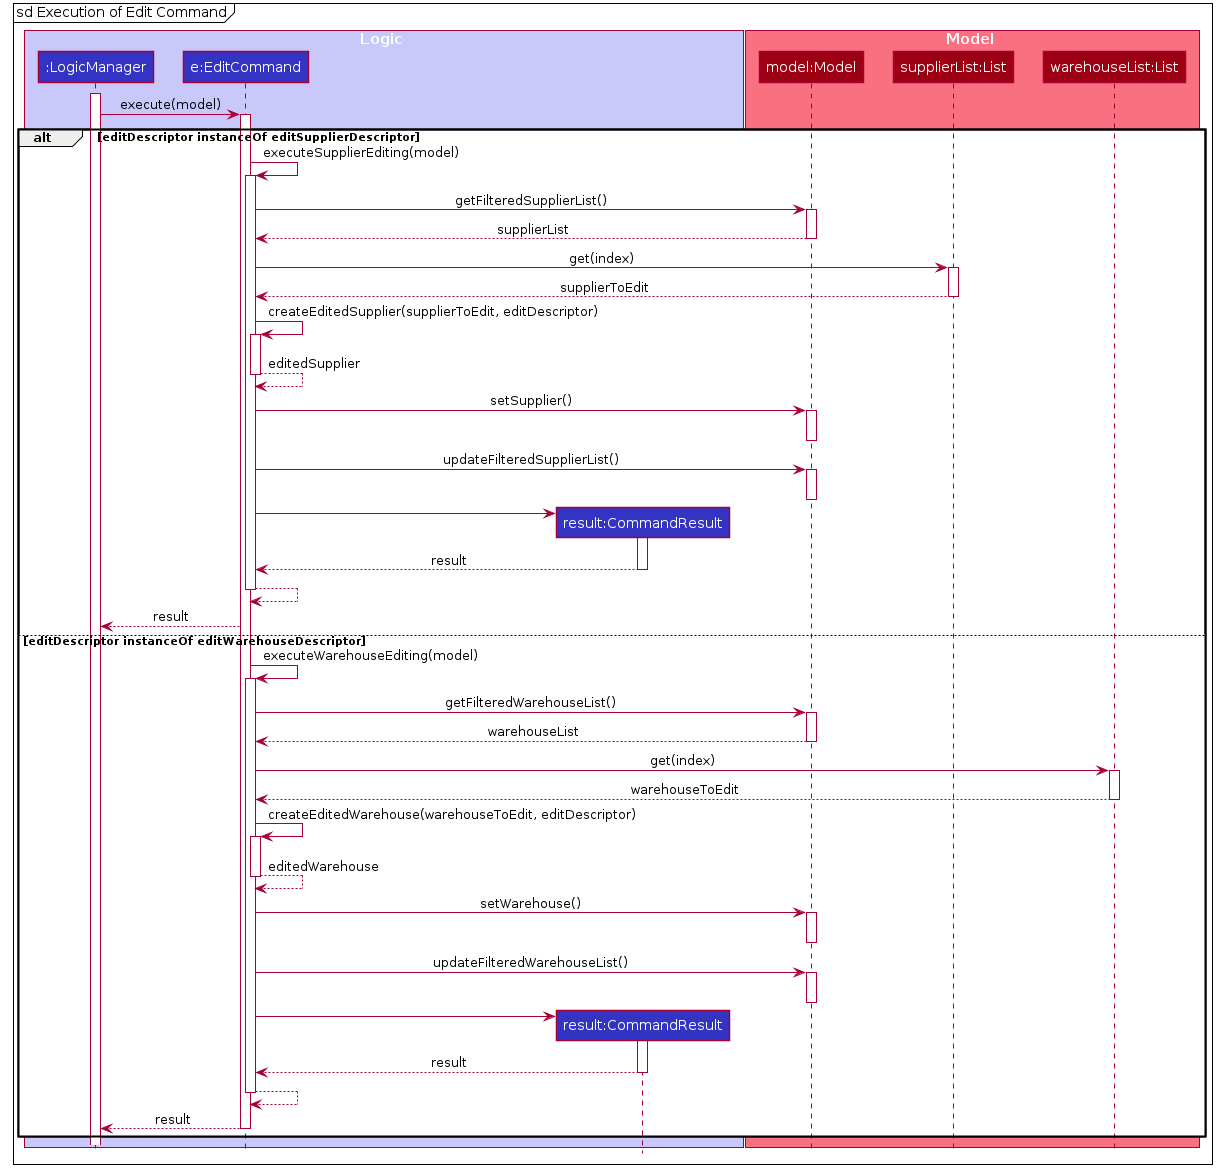 sd Execution of Edit Command
Logic
Model
:LogicManager
e:EditCommand
model:Model
supplierList:List
warehouseList:List
execute(model)
alt
[editDescriptor instanceOf editSupplierDescriptor]
executeSupplierEditing(model)
getFilteredSupplierList()
supplierList
get(index)
supplierToEdit
createEditedSupplier(supplierToEdit, editDescriptor)
editedSupplier
setSupplier()
updateFilteredSupplierList()
result:CommandResult
result
result
[editDescriptor instanceOf editWarehouseDescriptor]
executeWarehouseEditing(model)
getFilteredWarehouseList()
warehouseList
get(index)
warehouseToEdit
createEditedWarehouse(warehouseToEdit, editDescriptor)
editedWarehouse
setWarehouse()
updateFilteredWarehouseList()
result:CommandResult
result
result